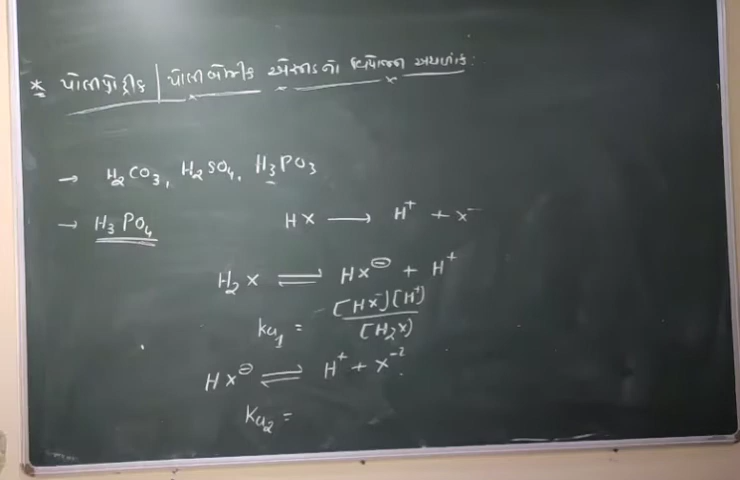 * પોલીપ્રોટીક | પોલીબેઝીક એસિડનો વિયોજન અચળાંક:
→ H₂CO₃, H₂SO₄, H₃PO₃
→ H₃PO₄ HX ⟶ H⁺ + X⁻
H₂X ⇌ HX⊖ + H⁺
Ka₁ = [HX⁻][H⁺] / [H₂X]
HX⊖ ⇌ H⁺ + X⁻²
Ka₂ =